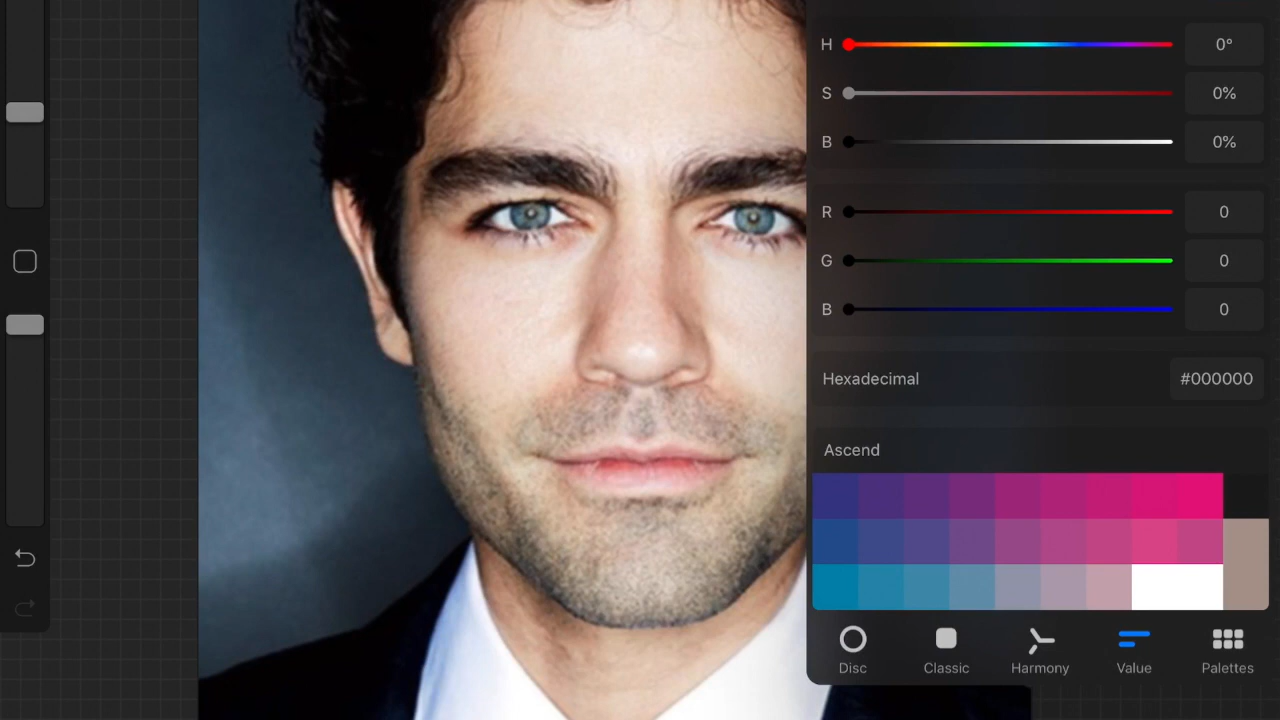 H 0°
S 0%
B 0%
R 0
G 0
B 0
Hexadecimal #000000
Ascend
Disc Classic Harmony Value Palettes